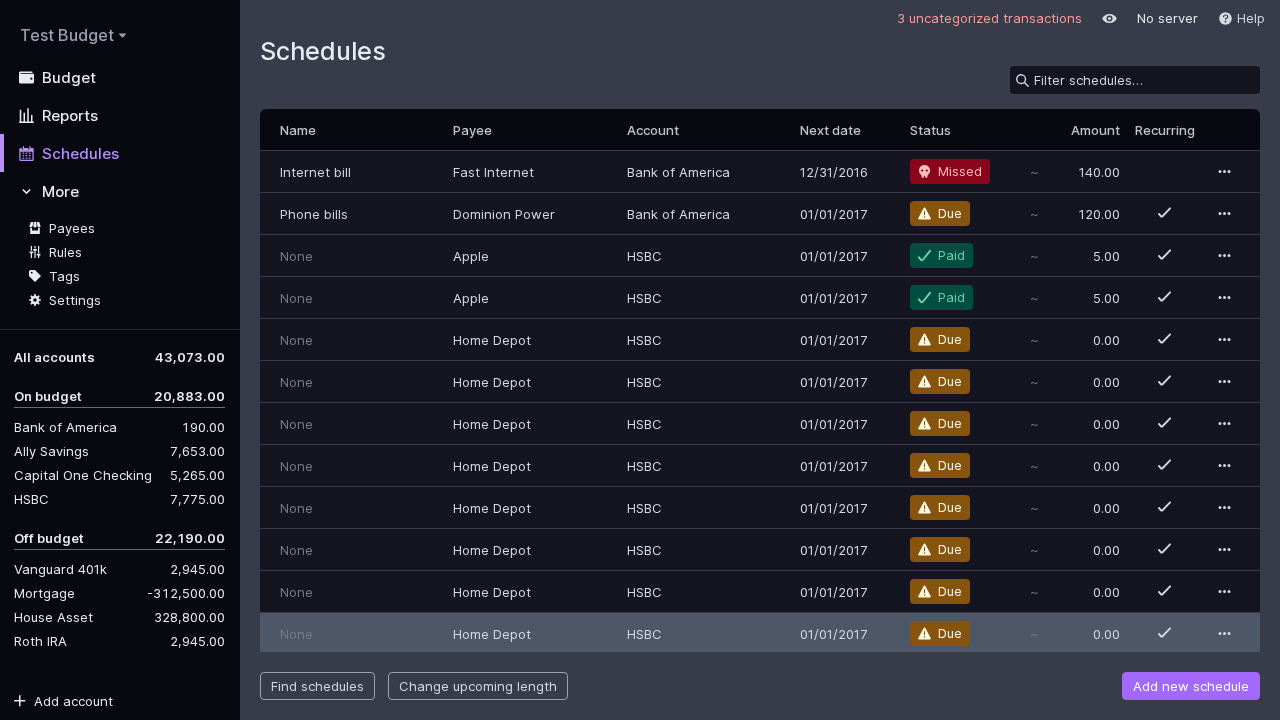 3 uncategorized transactions No server Help
Test Budget
Schedules
Budget
Filter schedules…
Reports
Name Payee Account Next date Status Amount Recurring
Schedules
Internet bill Fast Internet Bank of America 12/31/2016 Missed ~ 140.00
More
Phone bills Dominion Power Bank of America 01/01/2017 Due ~ 120.00
Payees
Rules
None Apple HSBC 01/01/2017 Paid ~ 5.00
Tags
Settings
None Apple HSBC 01/01/2017 Paid ~ 5.00
None Home Depot HSBC 01/01/2017 Due ~ 0.00
All accounts 43,073.00
None Home Depot HSBC 01/01/2017 Due ~ 0.00
On budget 20,883.00
None Home Depot HSBC 01/01/2017 Due ~ 0.00
Bank of America 190.00
Ally Savings 7,653.00
None Home Depot HSBC 01/01/2017 Due ~ 0.00
Capital One Checking 5,265.00
HSBC 7,775.00
None Home Depot HSBC 01/01/2017 Due ~ 0.00
Off budget 22,190.00
None Home Depot HSBC 01/01/2017 Due ~ 0.00
Vanguard 401k 2,945.00
Mortgage -312,500.00
None Home Depot HSBC 01/01/2017 Due ~ 0.00
House Asset 328,800.00
None Home Depot HSBC 01/01/2017 Due ~ 0.00
Roth IRA 2,945.00
Find schedules Change upcoming length Add new schedule
Add account